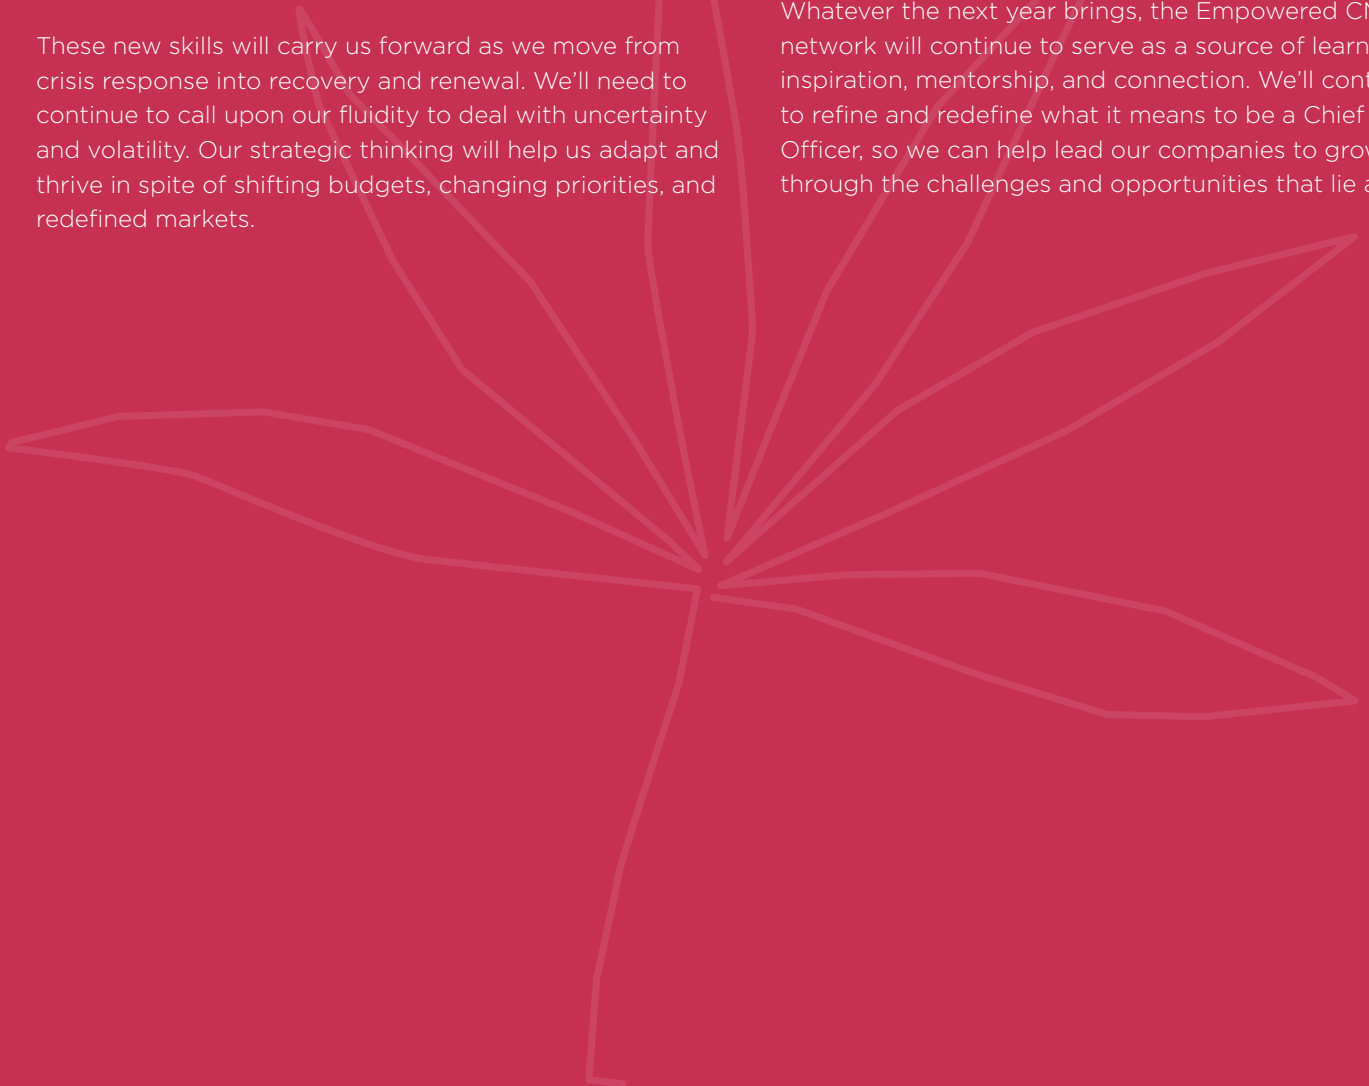 These new skills will carry us forward as we move from
crisis response into recovery and renewal. We’ll need to
continue to call upon our fluidity to deal with uncertainty
and volatility. Our strategic thinking will help us adapt and
thrive in spite of shifting budgets, changing priorities, and
redefined markets.
Whatever the next year brings, the Empowered
network will continue to serve as a source of
inspiration, mentorship, and connection. We’ll
to refine and redefine what it means to be a Chief
Officer, so we can help lead our companies to
through the challenges and opportunities that lie